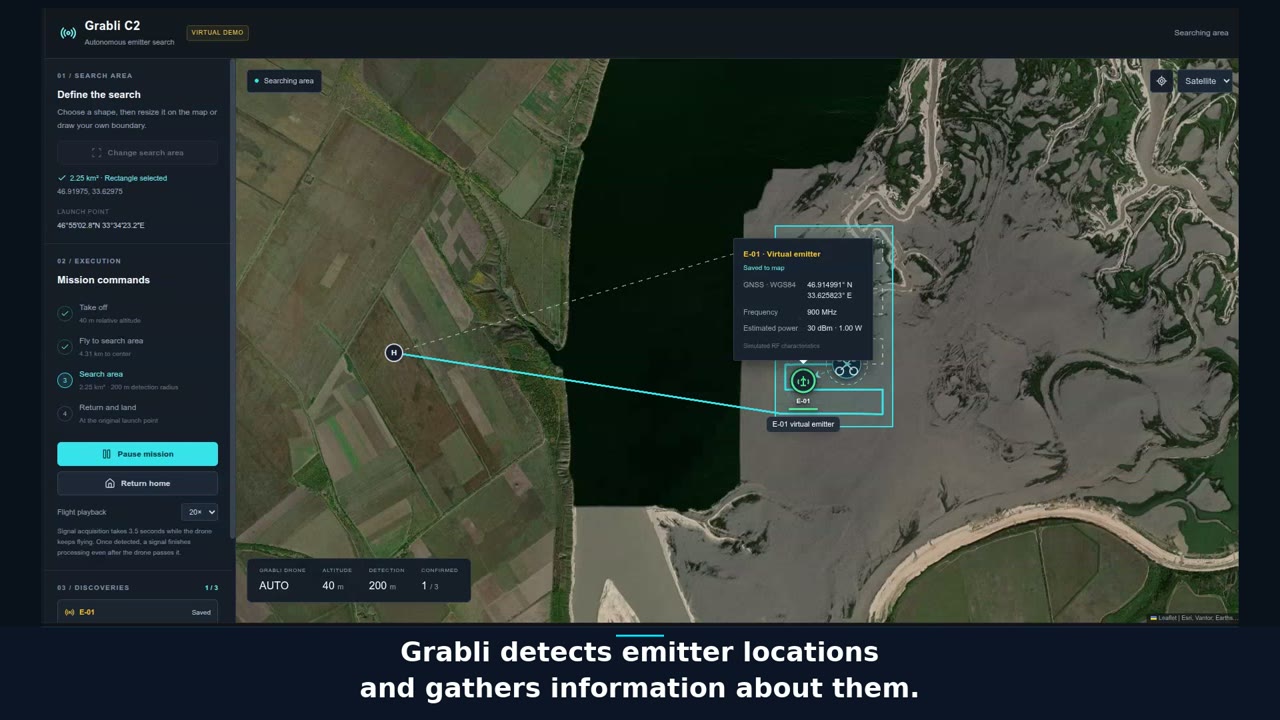 Grabli C2
Autonomous emitter search
VIRTUAL DEMO
Searching area
01 / SEARCH AREA
Define the search
Choose a shape, then resize it on the map or
draw your own boundary.
Change search area
2.25 km² · Rectangle selected
46.91975, 33.62975
LAUNCH POINT
46°55'02.8"N 33°34'23.2"E
02 / EXECUTION
Mission commands
Take off
40 m relative altitude
Fly to search area
4.31 km to center
3
Search area
2.25 km² · 200 m detection radius
4
Return and land
At the original launch point
Pause mission
Return home
Flight playback
20×
Signal acquisition takes 3.5 seconds while the drone
keeps flying. Once detected, a signal finishes
processing even after the drone passes it.
03 / DISCOVERIES
1 / 3
E-01
Saved
Searching area
Satellite
H
E-01 · Virtual emitter
Saved to map
GNSS · WGS84 46.914991° N
33.625823° E
Frequency 900 MHz
Estimated power 30 dBm · 1.00 W
Simulated RF characteristics
E-01
E-01 virtual emitter
GRABLI DRONE ALTITUDE DETECTION CONFIRMED
AUTO 40 m 200 m 1 / 3
Leaflet | Esri, Vantor, Earths...
Grabli detects emitter locations
and gathers information about them.